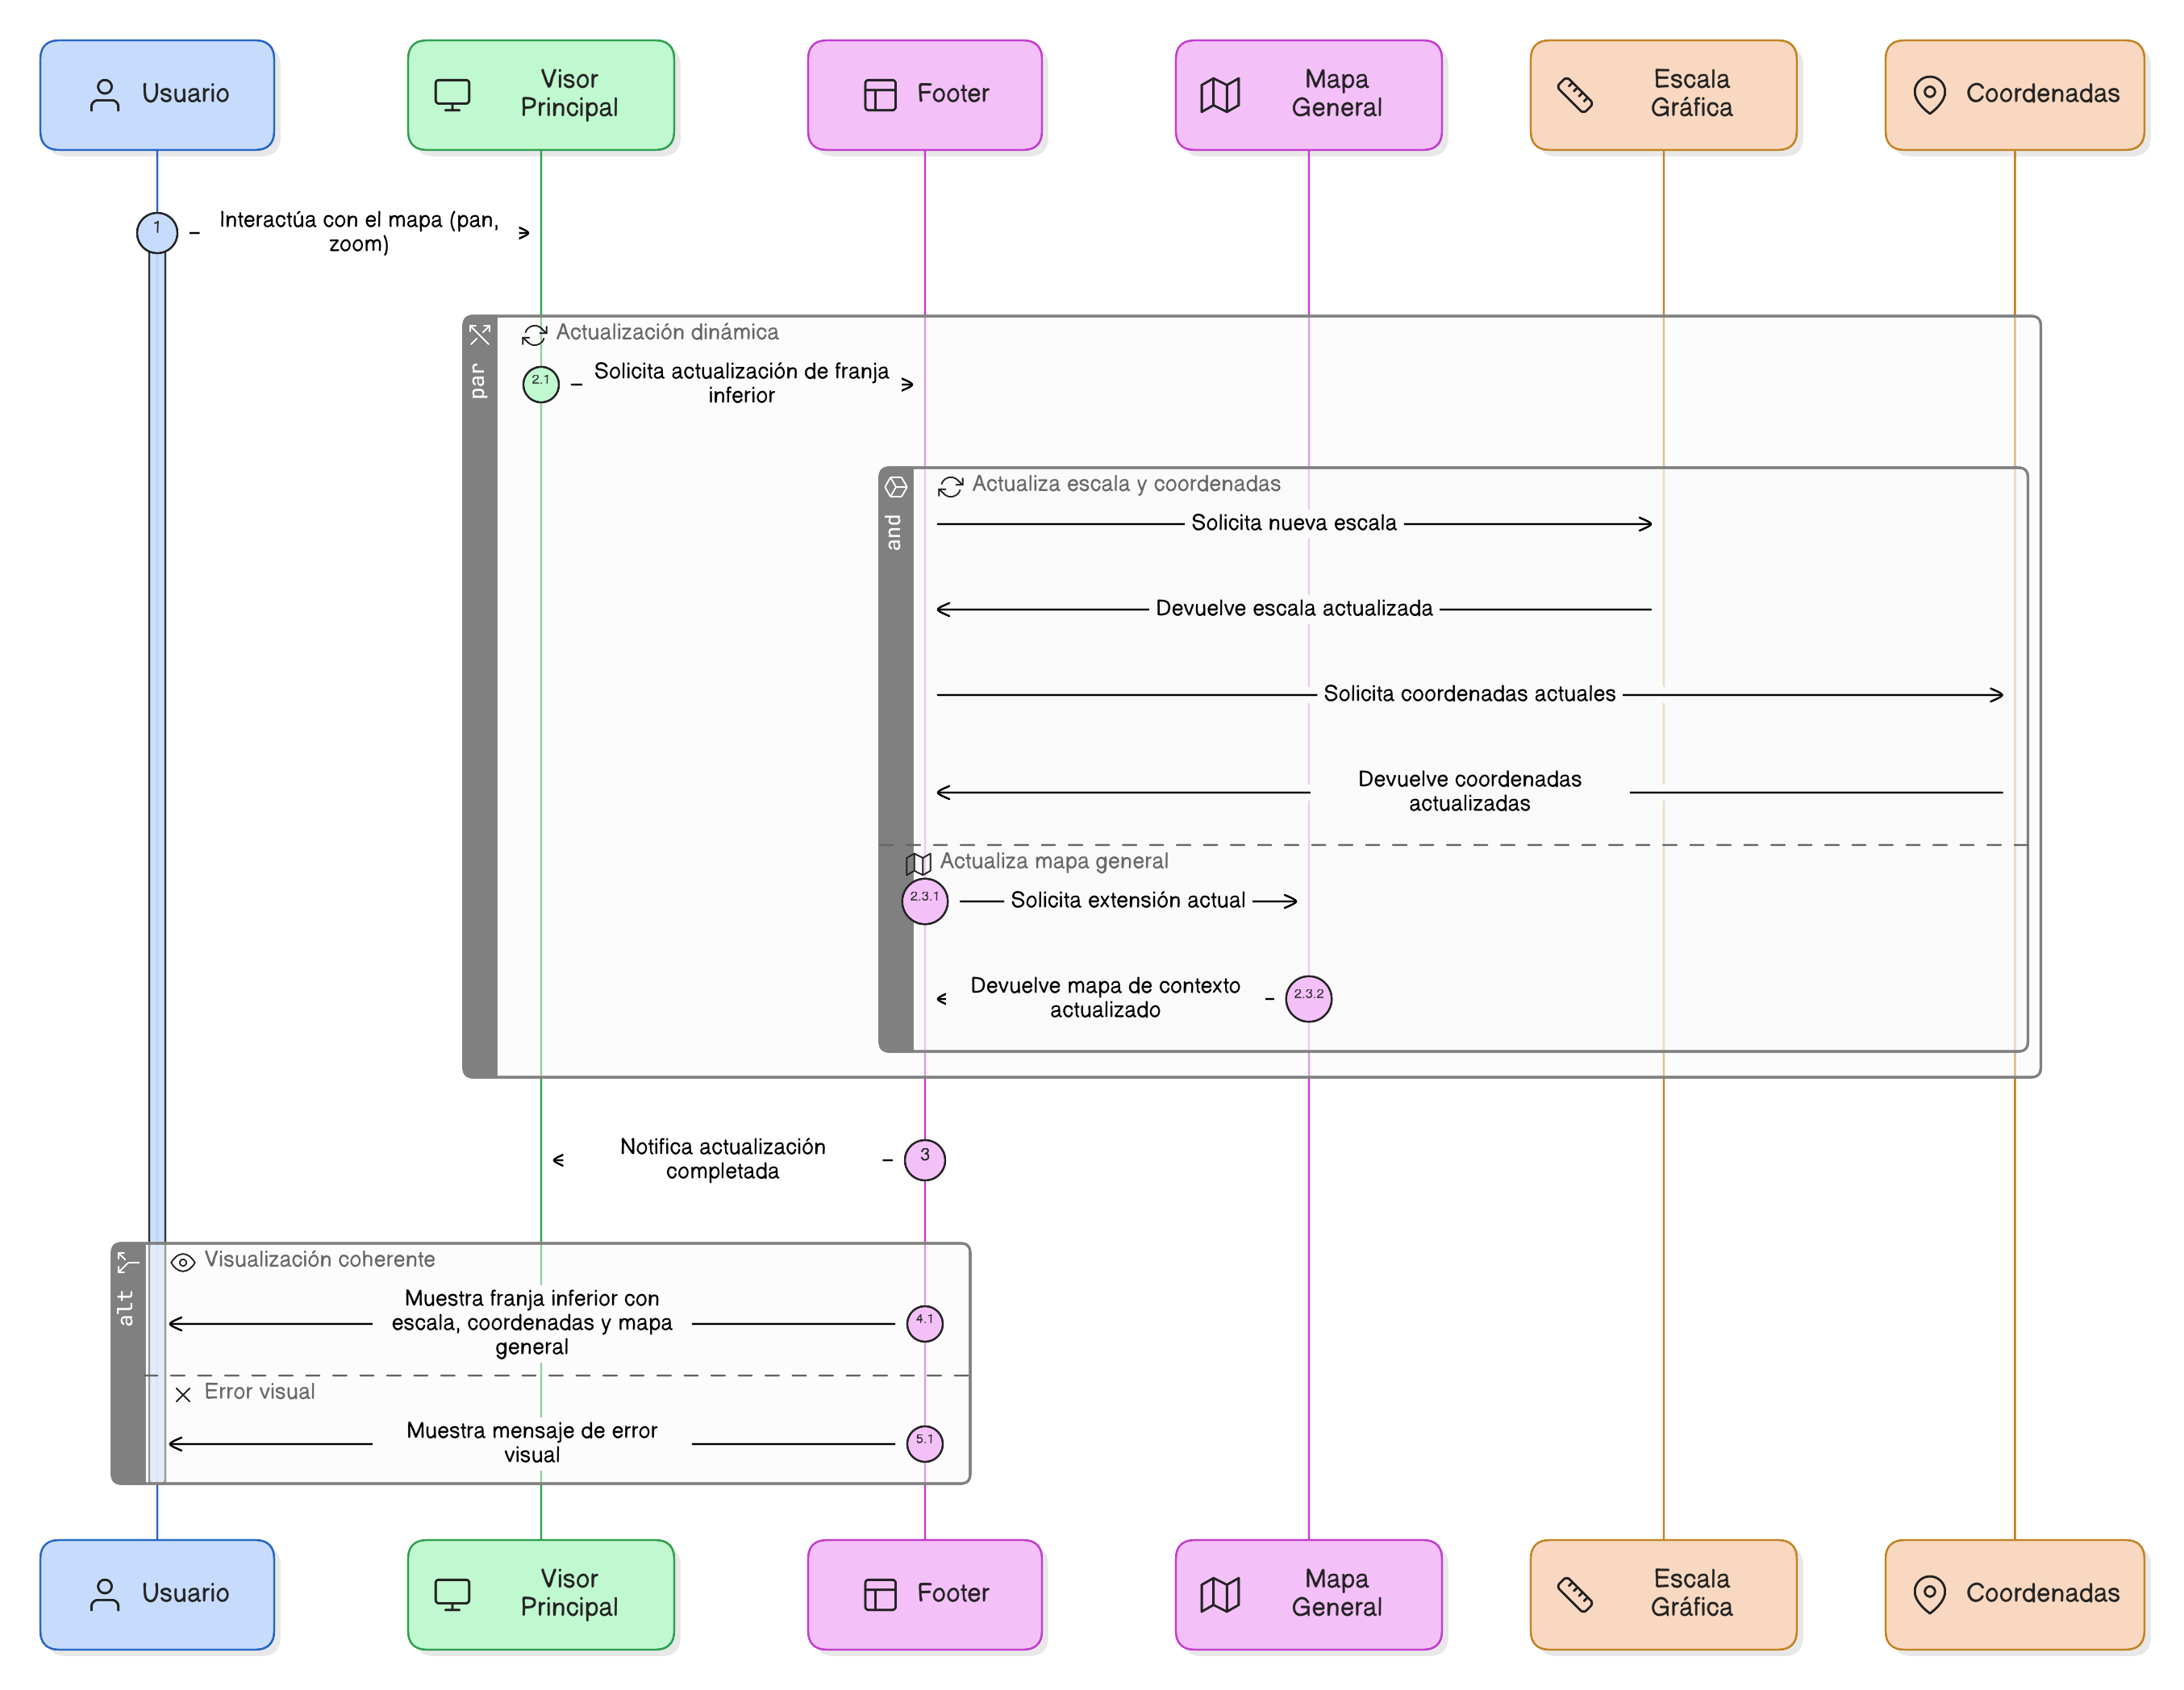 Usuario
Visor
Principal
Footer
Mapa
General
Escala
Gráfica
Coordenadas
1
Interactúa con el mapa (pan,
zoom)
par
Actualización dinámica
2.1
Solicita actualización de franja
inferior
and
Actualiza escala y coordenadas
Solicita nueva escala
Devuelve escala actualizada
Solicita coordenadas actuales
Devuelve coordenadas
actualizadas
Actualiza mapa general
2.3.1
Solicita extensión actual
Devuelve mapa de contexto
actualizado
2.3.2
Notifica actualización
completada
3
alt
Visualización coherente
Muestra franja inferior con
escala, coordenadas y mapa
general
4.1
Error visual
Muestra mensaje de error
visual
5.1
Usuario
Visor
Principal
Footer
Mapa
General
Escala
Gráfica
Coordenadas